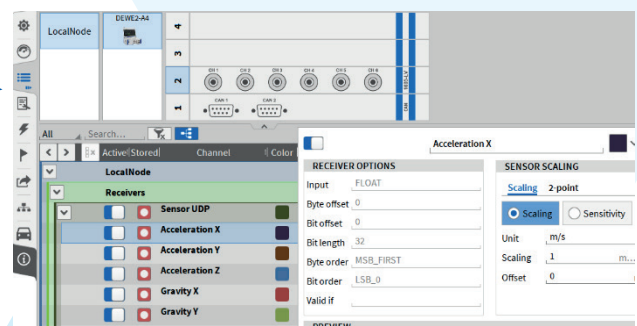 LocalNode
DEWE2-A4
4
3
2
1
CH 1 CH 2 CH 3 CH 4 CH 5 CH 6
CAN 1 CAN 2
CAN
All Search...
Active Stored Channel Color
LocalNode
Receivers
Sensor UDP
Acceleration X
Acceleration Y
Acceleration Z
Gravity X
Gravity Y
Acceleration X
RECEIVER OPTIONS
Input FLOAT
Byte offset 0
Bit offset 0
Bit length 32
Byte order MSB_FIRST
Bit order LSB_0
Valid if
PREVIEW
SENSOR SCALING
Scaling 2-point
Scaling Sensitivity
Unit m/s
Scaling 1 m...
Offset 0